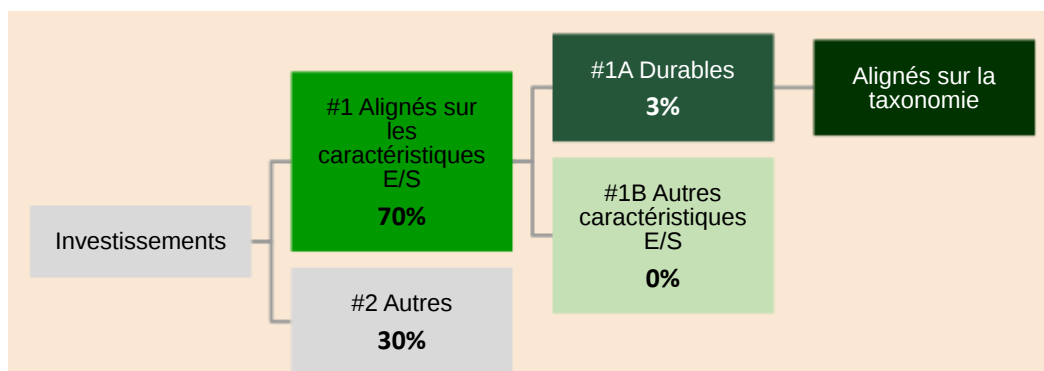 Investissements
#1 Alignés sur
les
caractéristiques
E/S
70%
#2 Autres
30%
#1A Durables
3%
#1B Autres
caractéristiques
E/S
0%
Alignés sur la
taxonomie